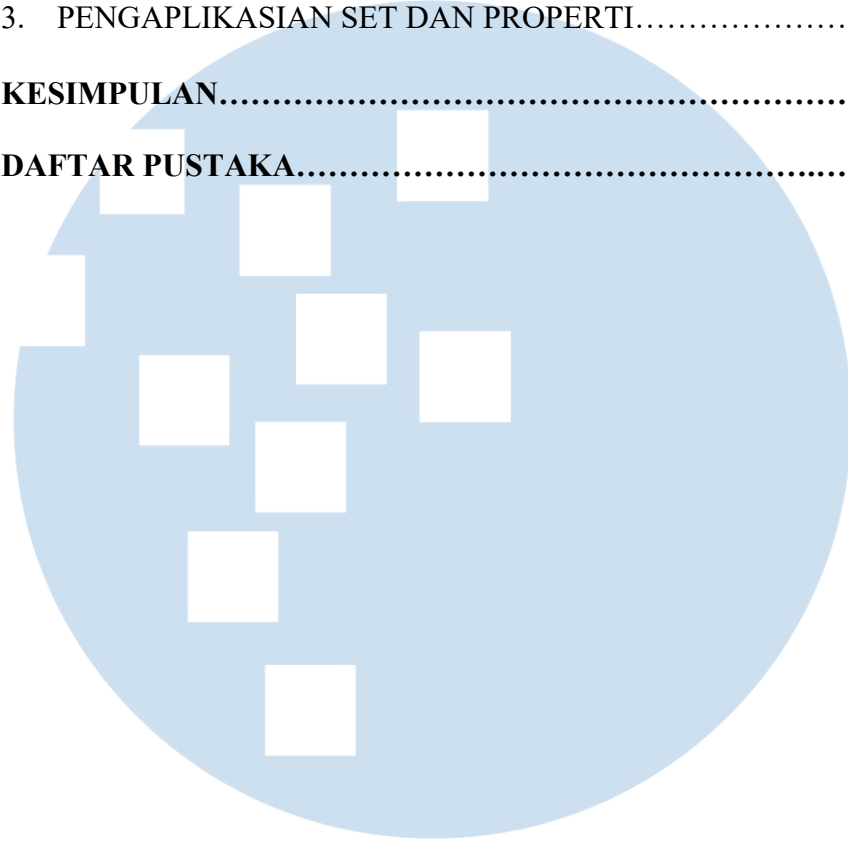 3. PENGAPLIKASIAN SET DAN PROPERTI…………………
KESIMPULAN……………………………………………………
DAFTAR PUSTAKA………………………………………….…